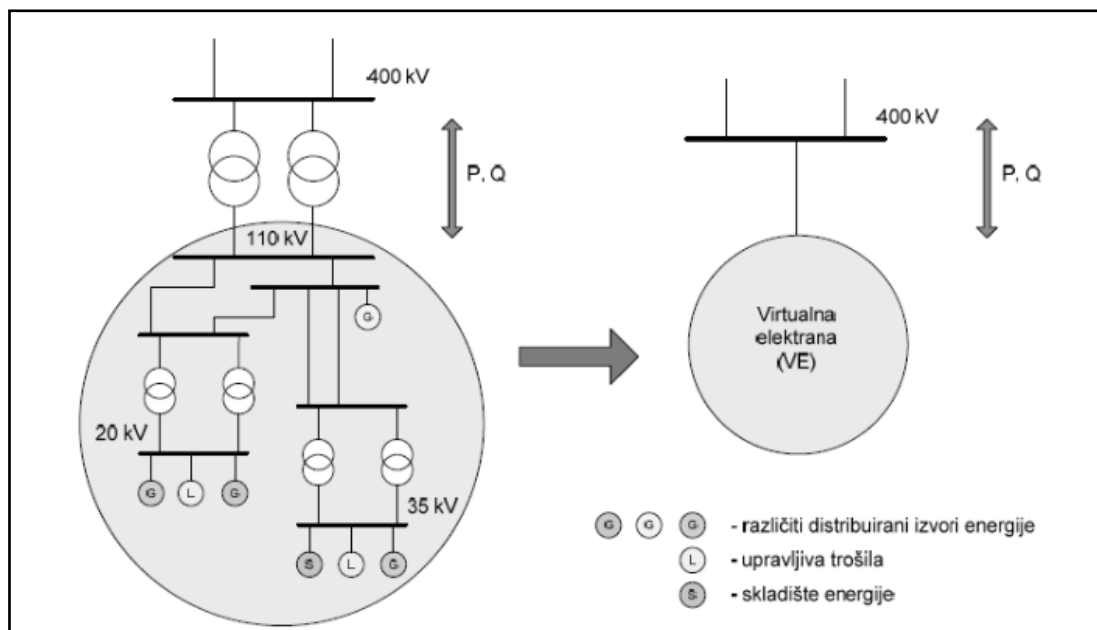 400 kV
P, Q
110 kV
G
20 kV
G
L
G
35 kV
S
L
G
400 kV
P, Q
Virtualna
elektrana
(VE)
G G G - različiti distribuirani izvori energije
L - upravljiva trošila
S - skladište energije